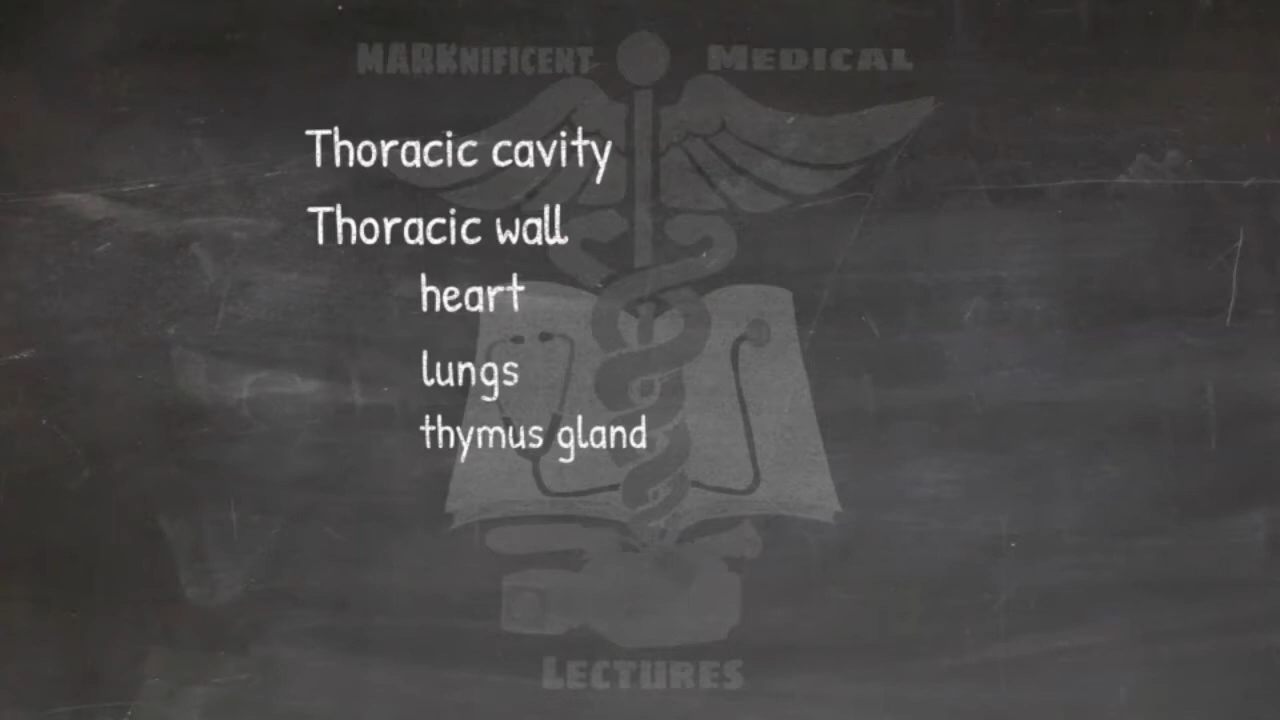 MARKNIFICENT MEDICAL
Thoracic cavity
Thoracic wall
heart
lungs
thymus gland
LECTURES